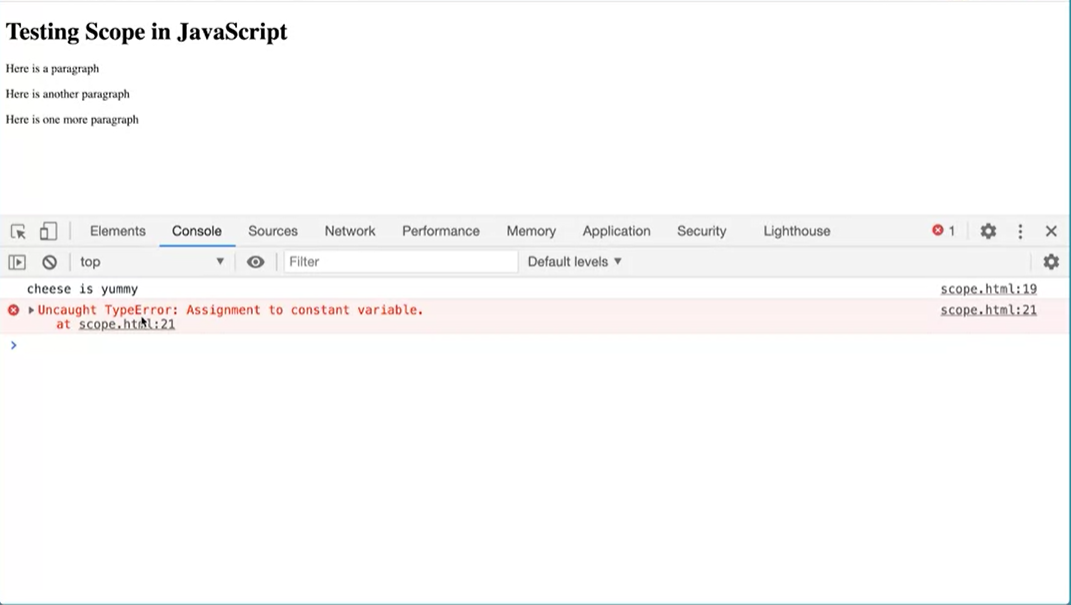 Testing Scope in JavaScript
Here is a paragraph
Here is another paragraph
Here is one more paragraph
Elements Console Sources Network Performance Memory Application Security Lighthouse 1
top Filter Default levels
cheese is yummy scope.html:19
Uncaught TypeError: Assignment to constant variable. scope.html:21
at scope.html:21